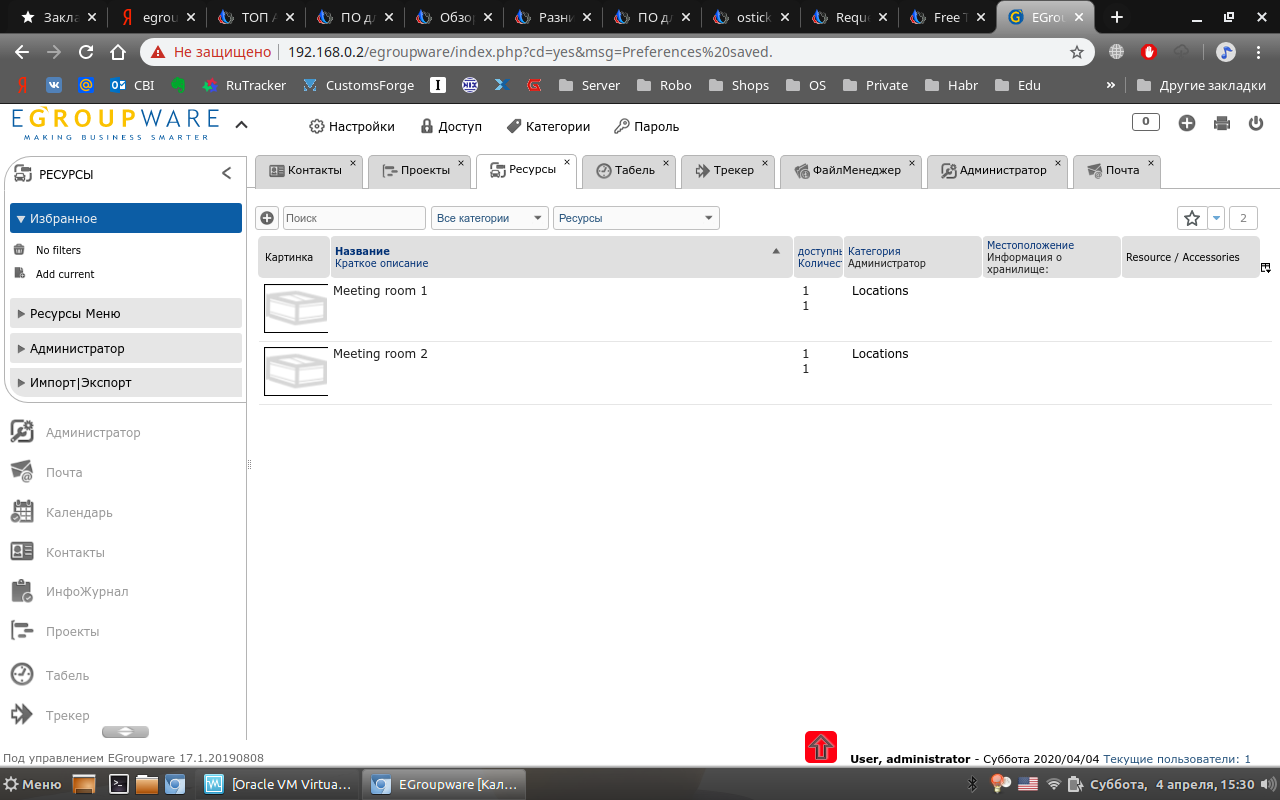 Закла
egrou
ТОП А
ПО дл
Обзо
Разни
ПО дл
ostick
Reque
Free T
EGrou
Не защищено
192.168.0.2/egroupware/index.php?cd=yes&msg=Preferences%20saved.
CBI
RuTracker
CustomsForge
Server
Robo
Shops
OS
Private
Habr
Edu
»
Другие закладки
EGROUPWARE
MAKING BUSINESS SMARTER
Настройки
Доступ
Категории
Пароль
0
РЕСУРСЫ
Контакты
Проекты
Ресурсы
Табель
Трекер
ФайлМенеджер
Администратор
Почта
Избранное
No filters
Add current
Ресурсы Меню
Администратор
Импорт|Экспорт
Поиск
Все категории
Ресурсы
2
Картинка
Название
Краткое описание
доступны
Количест
Категория
Администратор
Местоположение
Информация о
хранилище:
Resource / Accessories
Meeting room 1
1
1
Locations
Meeting room 2
1
1
Locations
Администратор
Почта
Календарь
Контакты
ИнфоЖурнал
Проекты
Табель
Трекер
Под управлением EGroupware 17.1.20190808
User, administrator - Суббота 2020/04/04 Текущие пользователи: 1
Меню
[Oracle VM Virtua...
EGroupware [Кал...
Суббота, 4 апреля, 15:30